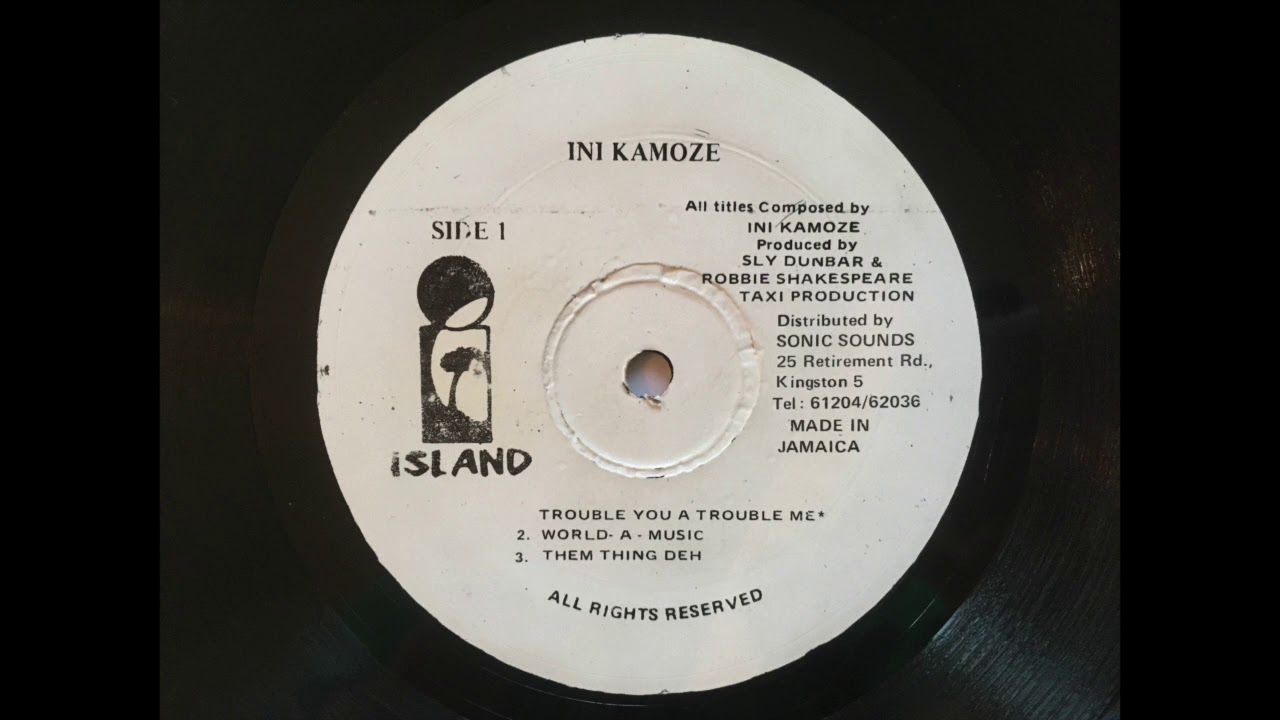 INI KAMOZE
SIDE 1
All titles Composed by
INI KAMOZE
Produced by
SLY DUNBAR &
ROBBIE SHAKESPEARE
TAXI PRODUCTION
Distributed by
SONIC SOUNDS
25 Retirement Rd.,
Kingston 5
Tel: 61204/62036
MADE IN
JAMAICA
ISLAND
TROUBLE YOU A TROUBLE ME*
2. WORLD- A - MUSIC
3. THEM THING DEH
ALL RIGHTS RESERVED